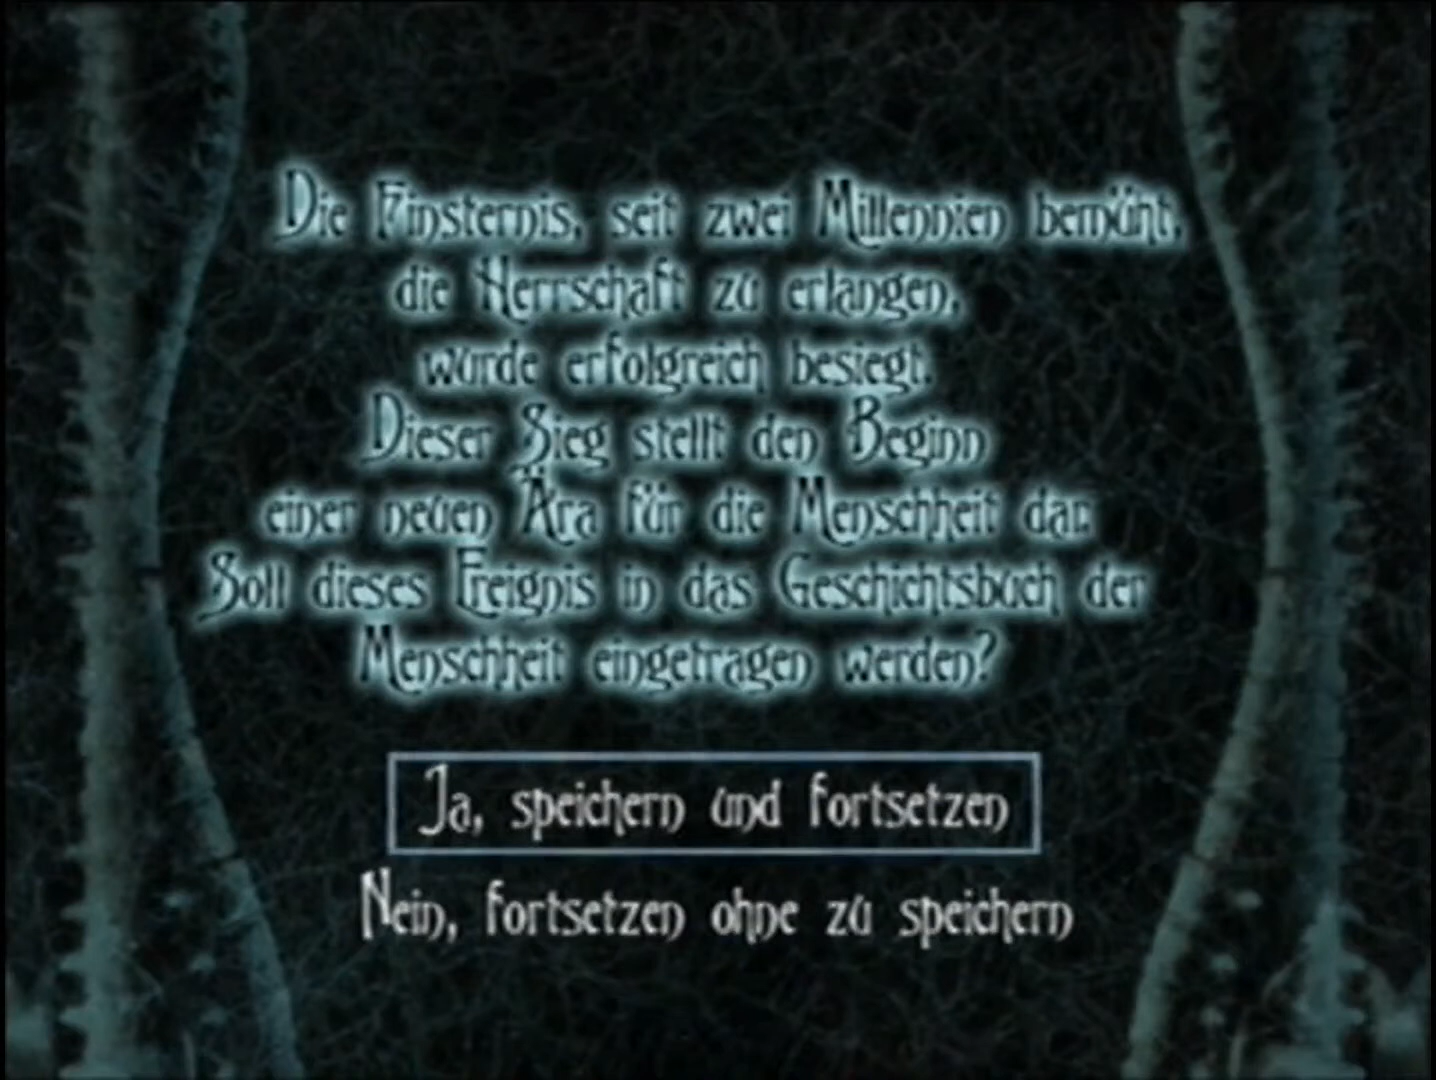 Die Finsternis, seit zwei Millennien bemüht,
die Herrschaft zu erlangen,
wurde erfolgreich besiegt.
Dieser Sieg stellt den Beginn
einer neuen Ära für die Menschheit dar.
Soll dieses Ereignis in das Geschichtsbuch der
Menschheit eingetragen werden?
Ja, speichern und fortsetzen
Nein, fortsetzen ohne zu speichern